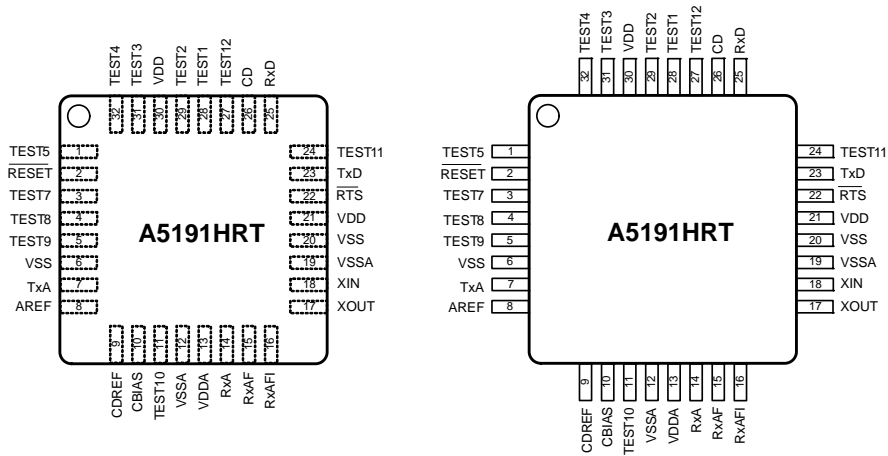 TEST4
TEST3
VDD
TEST2
TEST1
TEST12
CD
RxD
32
31
30
29
28
27
26
25
TEST5 1
RESET 2
TEST7 3
TEST8 4
TEST9 5
VSS 6
TxA 7
AREF 8
A5191HRT
24 TEST11
23 TxD
22 RTS
21 VDD
20 VSS
19 VSSA
18 XIN
17 XOUT
9
10
11
12
13
14
15
16
CDREF
CBIAS
TEST10
VSSA
VDDA
RxA
RxAF
RxAFI
TEST4
TEST3
VDD
TEST2
TEST1
TEST12
CD
RxD
32
31
30
29
28
27
26
25
TEST5 1
RESET 2
TEST7 3
TEST8 4
TEST9 5
VSS 6
TxA 7
AREF 8
A5191HRT
24 TEST11
23 TxD
22 RTS
21 VDD
20 VSS
19 VSSA
18 XIN
17 XOUT
9
10
11
12
13
14
15
16
CDREF
CBIAS
TEST10
VSSA
VDDA
RxA
RxAF
RxAFI